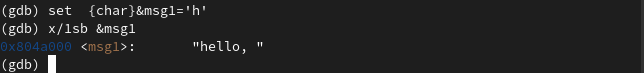 (gdb) set  {char}&msg1='h'
(gdb) x/1sb &msg1
0x804a000 <msg1>:       "hello, "
(gdb)